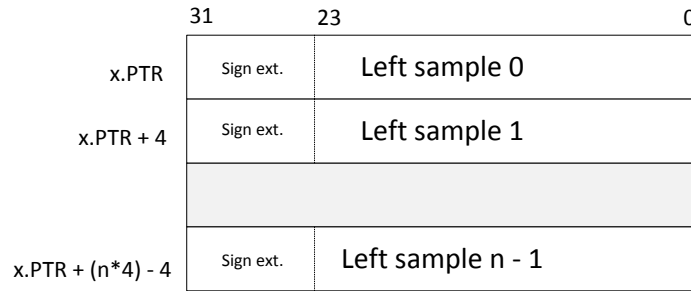 31 23 0
x.PTR Sign ext. Left sample 0
x.PTR + 4 Sign ext. Left sample 1
x.PTR + (n*4) - 4 Sign ext. Left sample n - 1